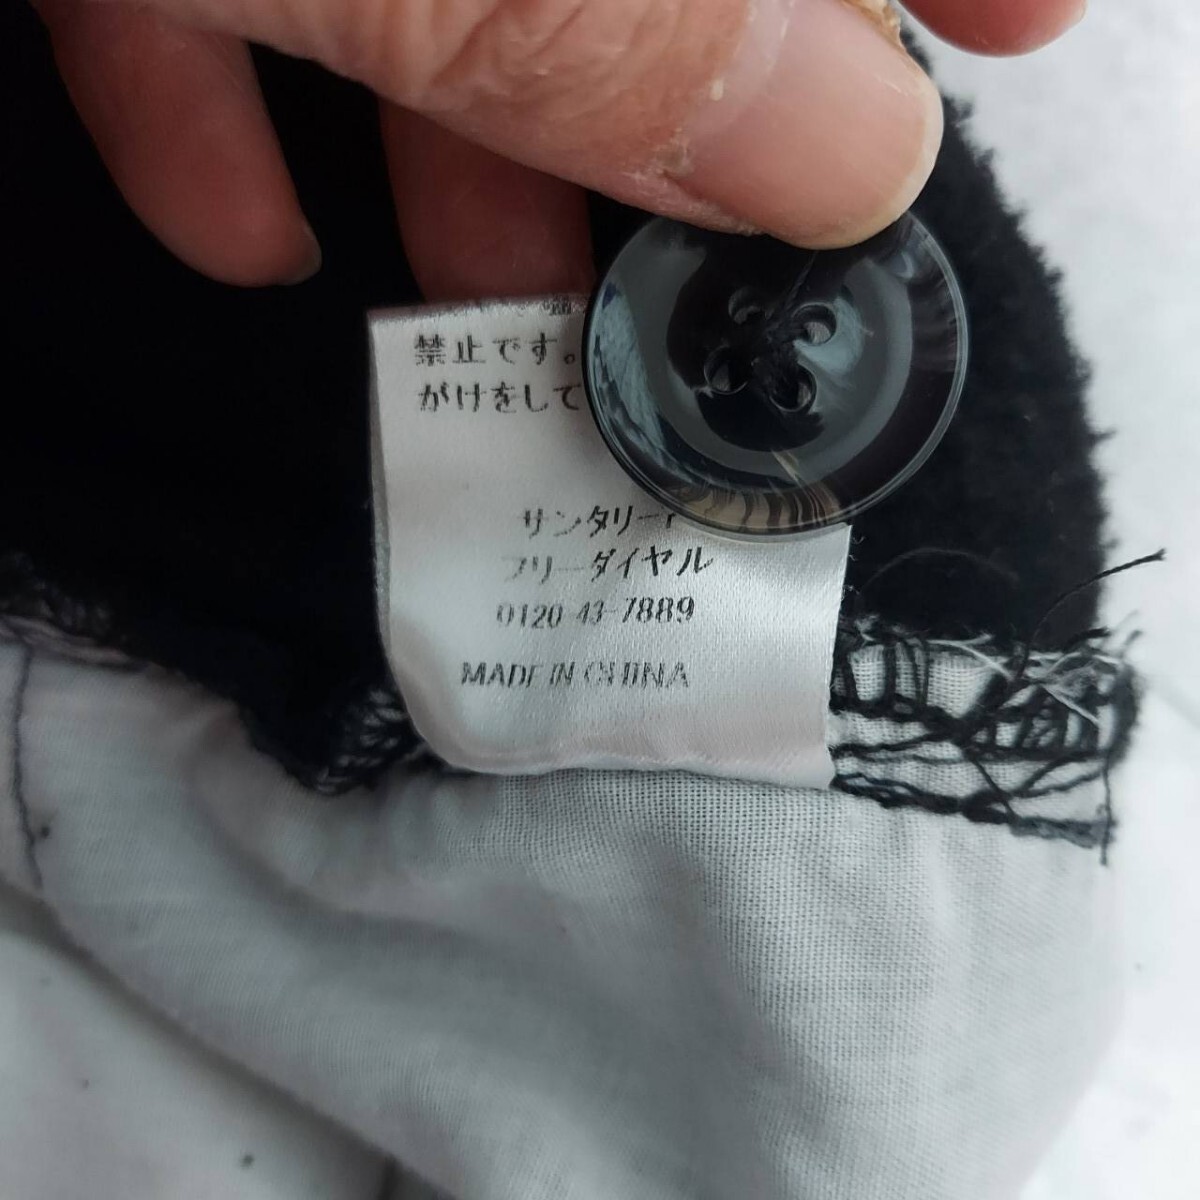 禁止です。
がけをして
サンタリー
フリーダイヤル
0120-43-7889
MADE IN CHINA